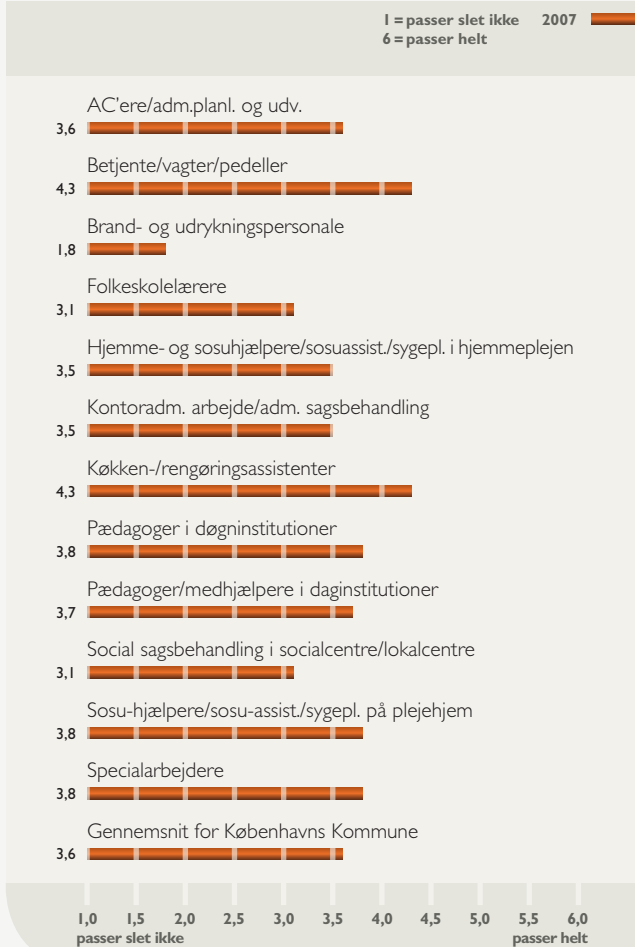 1 = passer slet ikke 2007
6 = passer helt
AC’ere/adm.planl. og udv.
3,6
Betjente/vagter/pedeller
4,3
Brand- og udrykningspersonale
1,8
Folkeskolelærere
3,1
Hjemme- og sosuhjælpere/sosuassist./sygepl. i hjemmeplejen
3,5
Kontoradm. arbejde/adm. sagsbehandling
3,5
Køkken-/rengøringsassistenter
4,3
Pædagoger i døgninstitutioner
3,8
Pædagoger/medhjælpere i daginstitutioner
3,7
Social sagsbehandling i socialcentre/lokalcentre
3,1
Sosu-hjælpere/sosu-assist./sygepl. på plejehjem
3,8
Specialarbejdere
3,8
Gennemsnit for Københavns Kommune
3,6
1,0 1,5 2,0 2,5 3,0 3,5 4,0 4,5 5,0 5,5 6,0
passer slet ikke passer helt